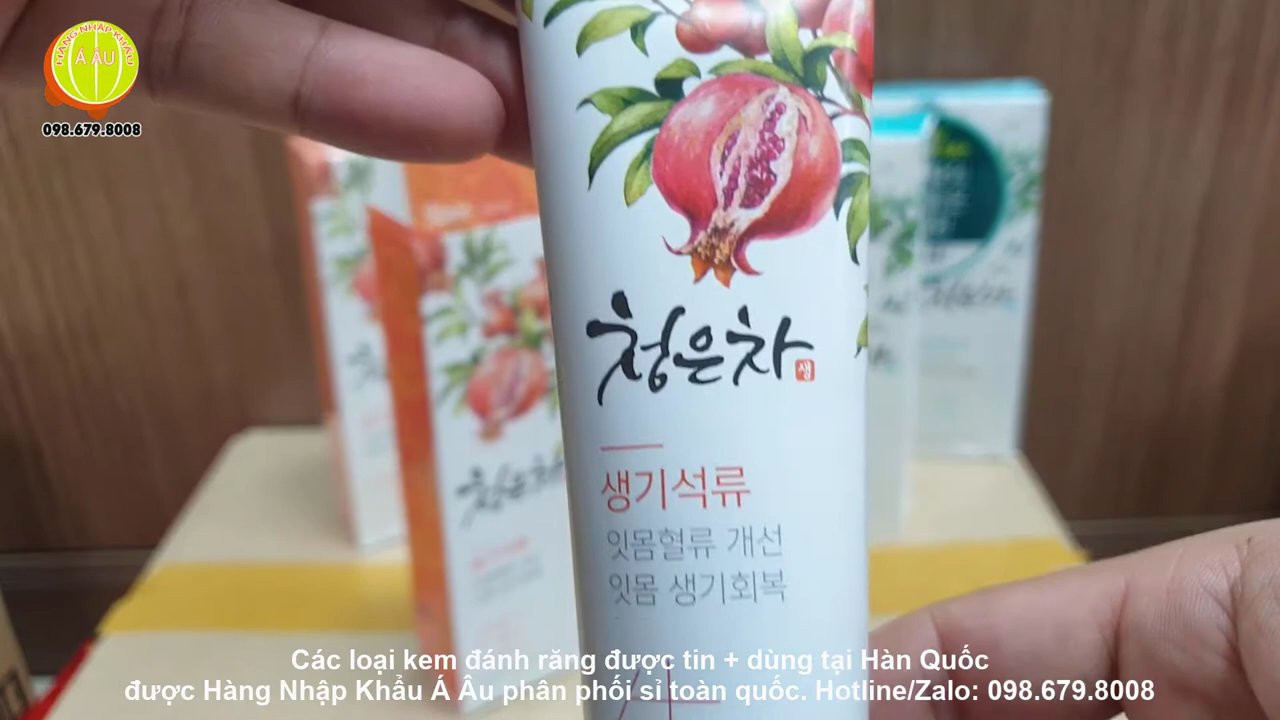 HÀNG NHẬP KHẨU
Á ÂU
098.679.8008
청은차
생
생기석류
잇몸혈류 개선
잇몸 생기회복
청은차
Các loại kem đánh răng được tin + dùng tại Hàn Quốc
được Hàng Nhập Khẩu Á Âu phân phối sỉ toàn quốc. Hotline/Zalo: 098.679.8008